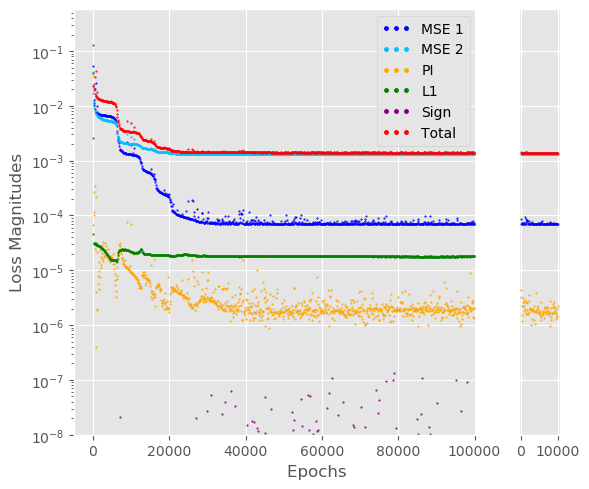 MSE 1
MSE 2
PI
L1
Sign
Total
Loss Magnitudes
10⁻¹
10⁻²
10⁻³
10⁻⁴
10⁻⁵
10⁻⁶
10⁻⁷
10⁻⁸
0 20000 40000 60000 80000 100000 0 10000
Epochs